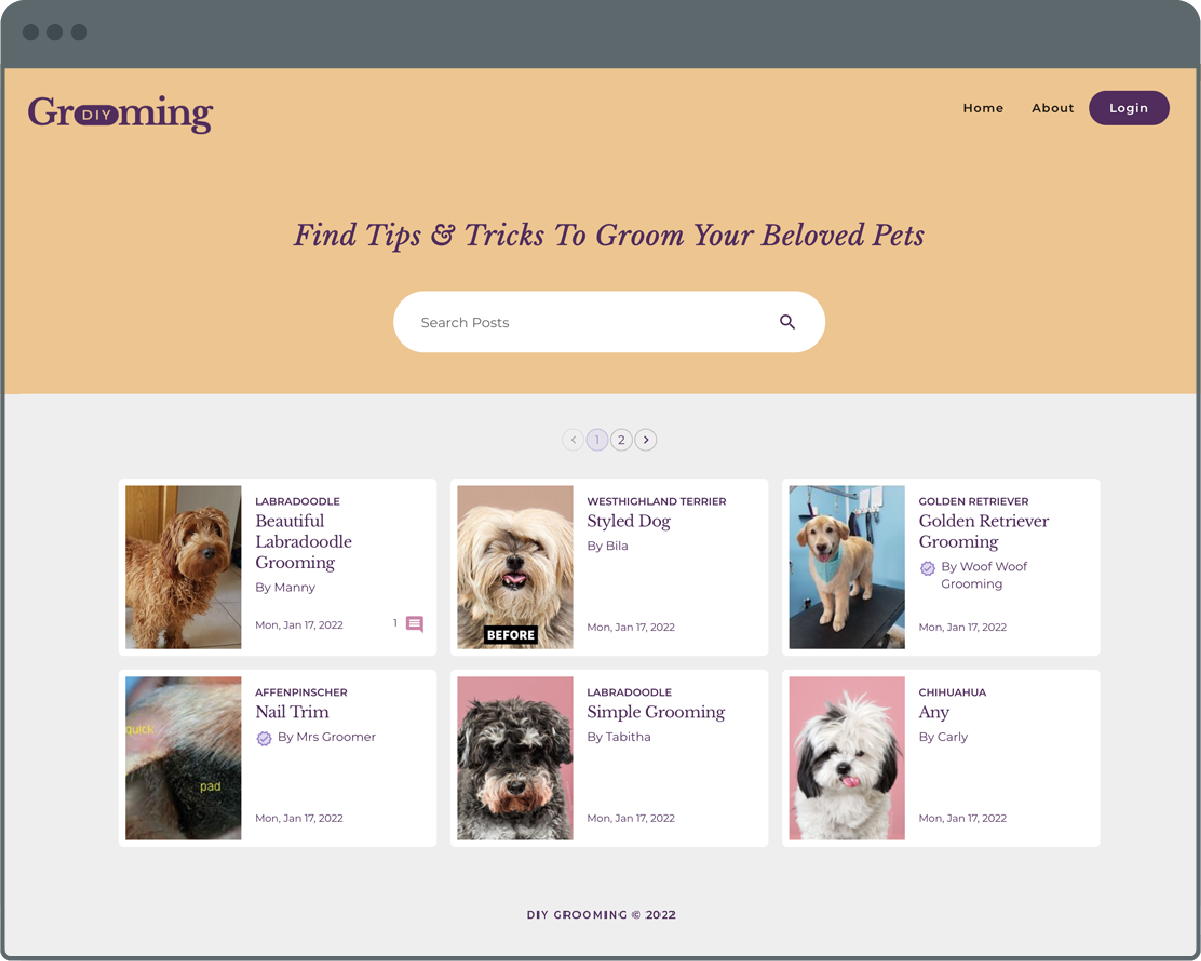 Grooming
DIY
Home
About
Login
Find Tips & Tricks To Groom Your Beloved Pets
Search Posts
1
2
LABRADOODLE
Beautiful
Labradoodle
Grooming
By Manny
Mon, Jan 17, 2022
1
BEFORE
WESTHIGHLAND TERRIER
Styled Dog
By Bila
Mon, Jan 17, 2022
GOLDEN RETRIEVER
Golden Retriever
Grooming
By Woof Woof
Grooming
Mon, Jan 17, 2022
quick
pad
AFFENPINSCHER
Nail Trim
By Mrs Groomer
Mon, Jan 17, 2022
LABRADOODLE
Simple Grooming
By Tabitha
Mon, Jan 17, 2022
CHIHUAHUA
Any
By Carly
Mon, Jan 17, 2022
DIY GROOMING © 2022